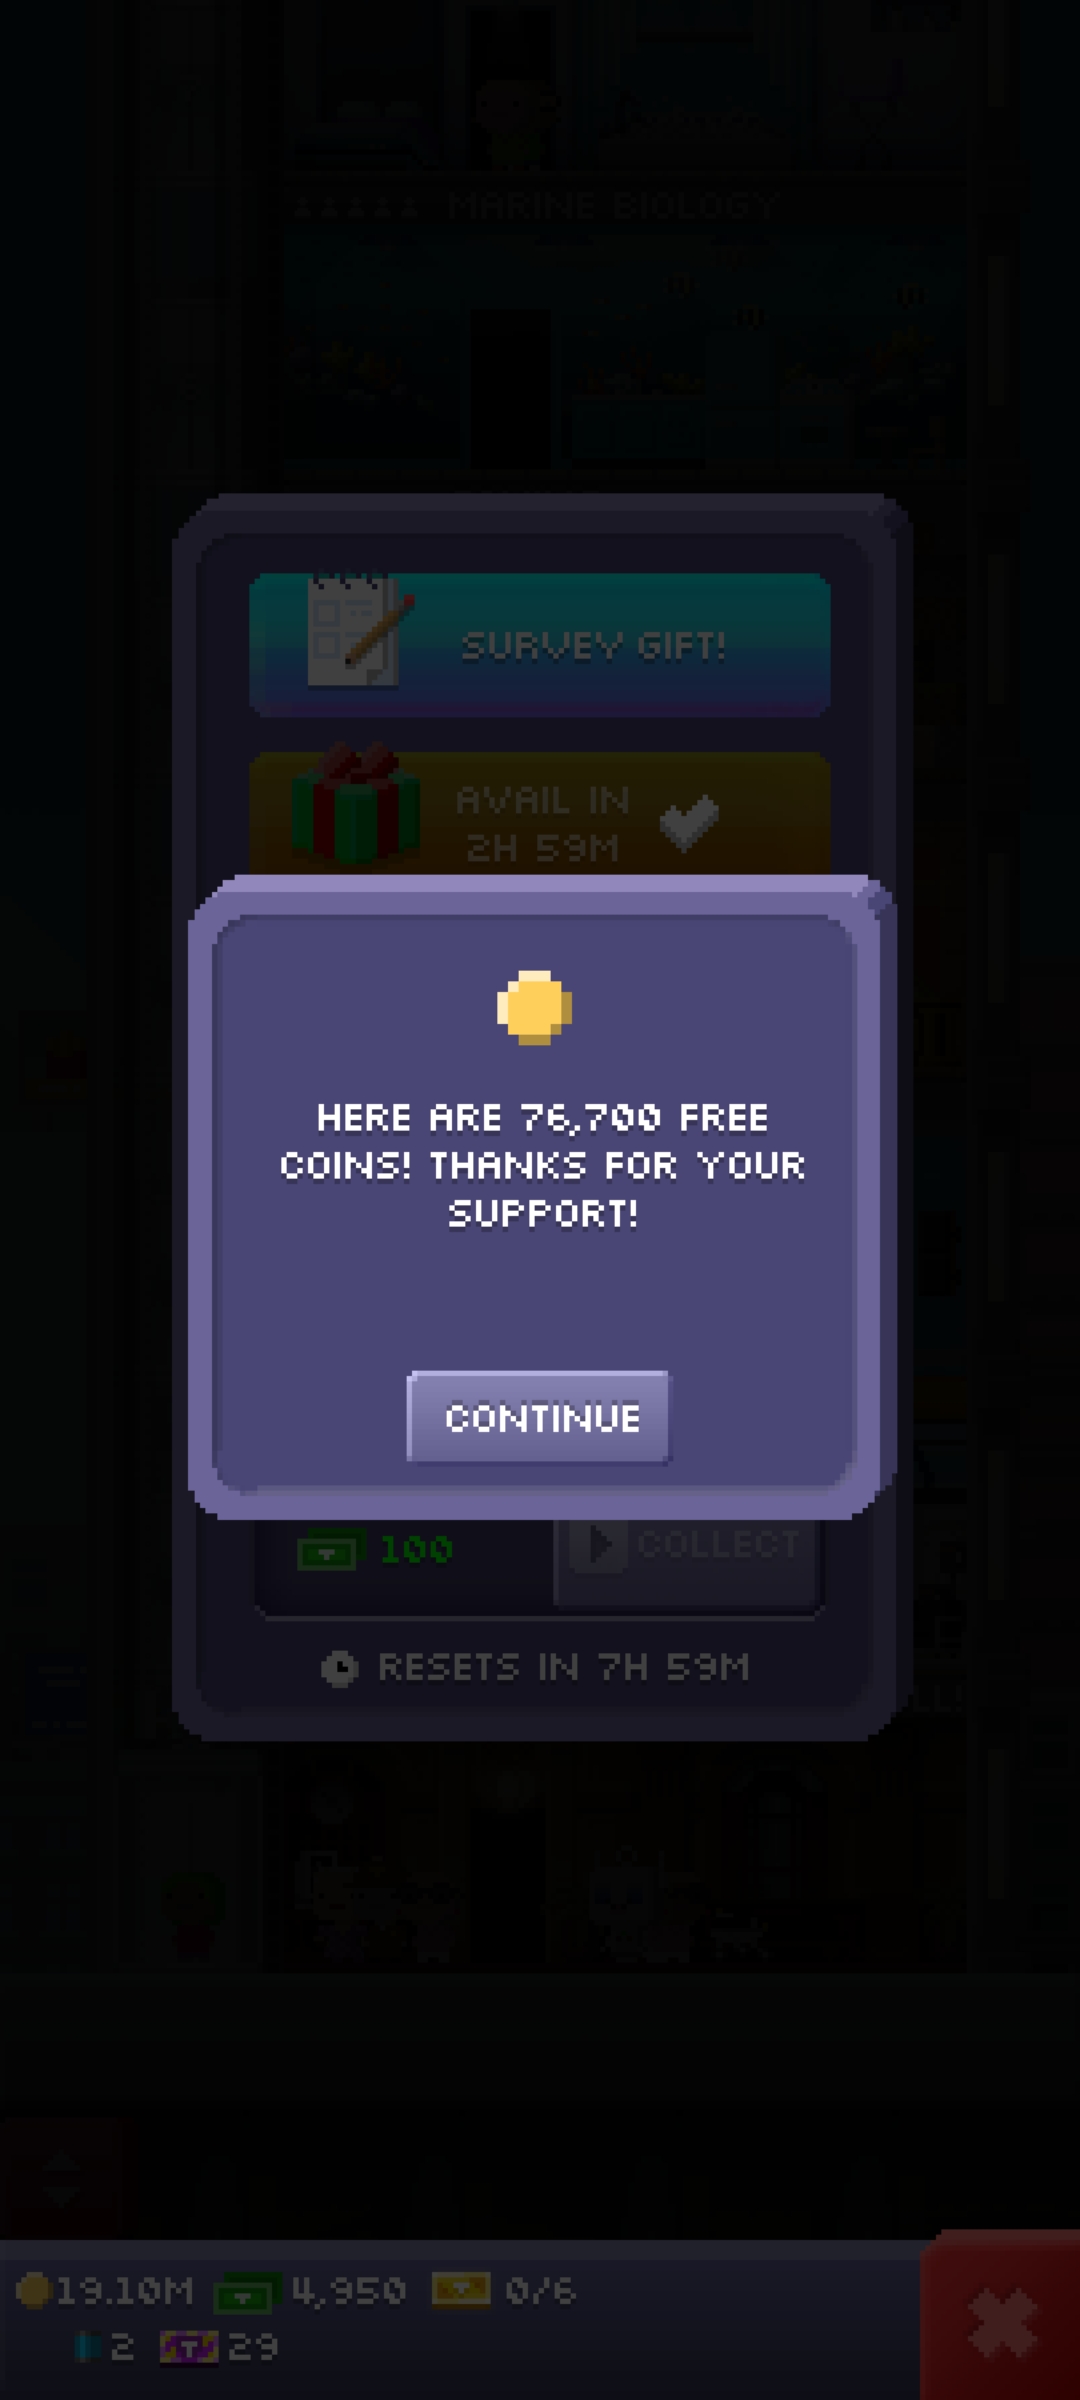 MARINE BIOLOGY
SURVEY GIFT!
AVAIL IN
2H 59M
HERE ARE 76,700 FREE
COINS! THANKS FOR YOUR
SUPPORT!
CONTINUE
100 COLLECT
RESETS IN 7H 59M
19.10M 4,950 0/6
2 29